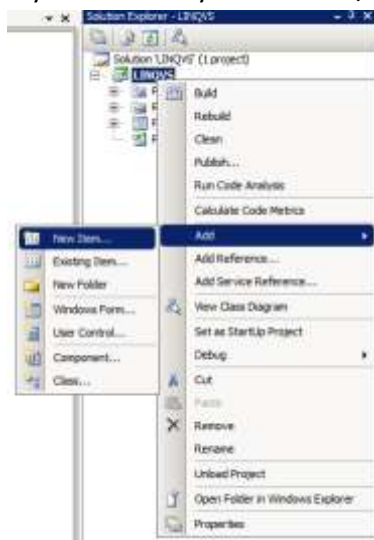 Solution Explorer - LINQVS
Solution 'LINQVS' (1 project)
LINQVS
Build
Rebuild
Clean
Publish...
Run Code Analysis
Calculate Code Metrics
Add
New Item...
Existing Item...
New Folder
Windows Form...
User Control...
Component...
Class...
Add Reference...
Add Service Reference...
View Class Diagram
Set as StartUp Project
Debug
Cut
Paste
Remove
Rename
Unload Project
Open Folder in Windows Explorer
Properties